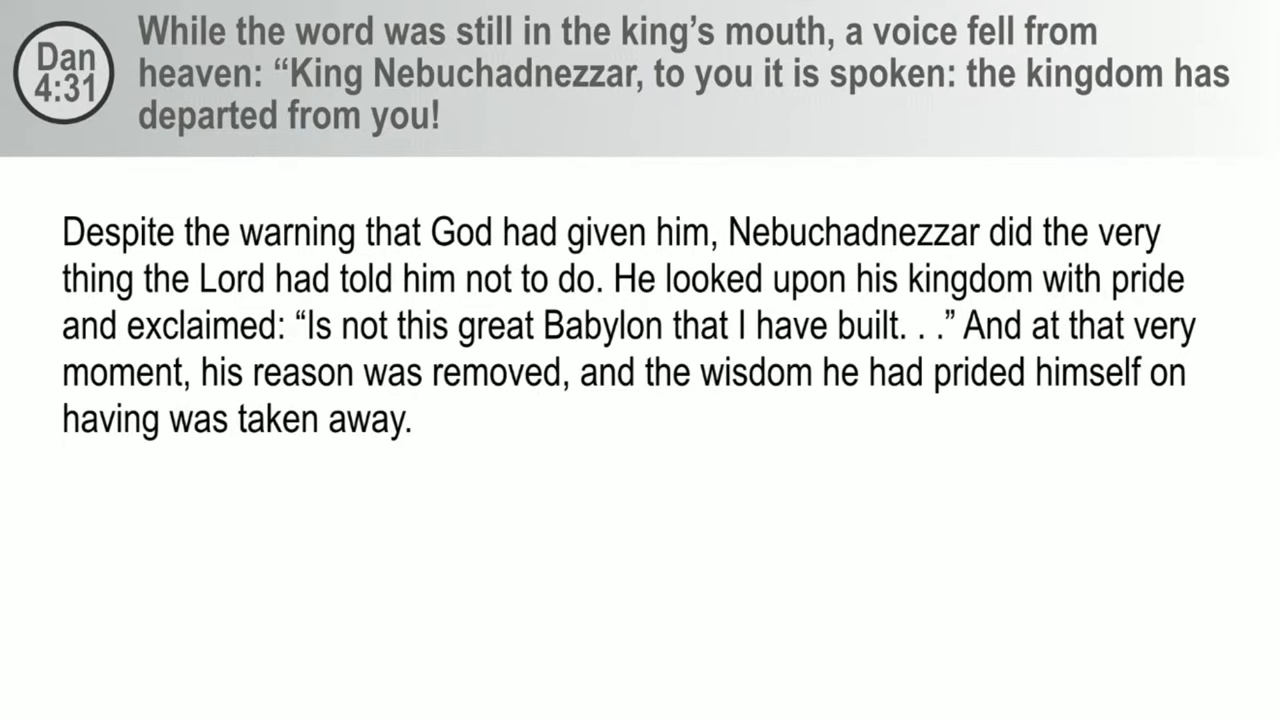 Dan
4:31
While the word was still in the king’s mouth, a voice fell from
heaven: “King Nebuchadnezzar, to you it is spoken: the kingdom has
departed from you!
Despite the warning that God had given him, Nebuchadnezzar did the very
thing the Lord had told him not to do. He looked upon his kingdom with pride
and exclaimed: “Is not this great Babylon that I have built. . .” And at that very
moment, his reason was removed, and the wisdom he had prided himself on
having was taken away.